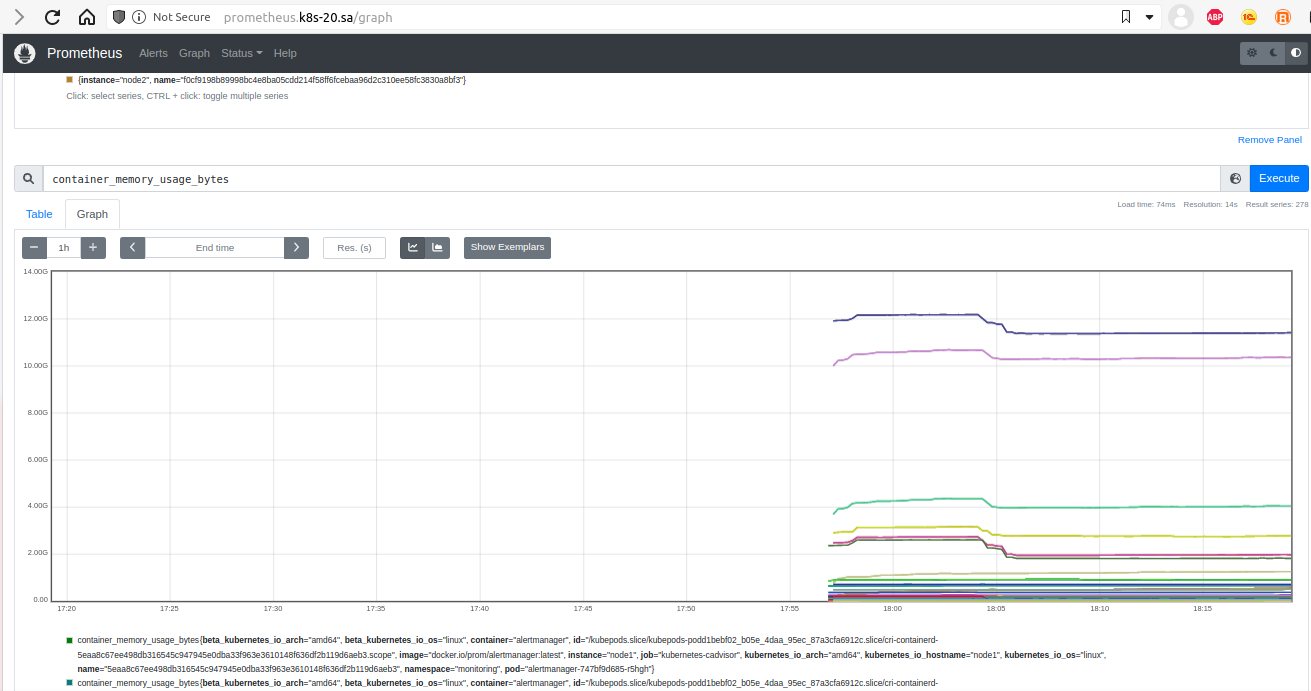 Not Secure prometheus.k8s-20.sa/graph ABP
Prometheus Alerts Graph Status Help
{instance="node2", name="f0cf9198b89998bc4e8ba05cdd214f58ff6fcebaa96d2c310ee58fc3830a8bf3"}
Click: select series, CTRL + click: toggle multiple series
Remove Panel
container_memory_usage_bytes Execute
Table Graph Load time: 74ms Resolution: 14s Result series: 278
− 1h + End time Res. (s) Show Exemplars
14.00G
12.00G
10.00G
8.00G
6.00G
4.00G
2.00G
0.00
17:20 17:25 17:30 17:35 17:40 17:45 17:50 17:55 18:00 18:05 18:10 18:15
container_memory_usage_bytes{beta_kubernetes_io_arch="amd64", beta_kubernetes_io_os="linux", container="alertmanager", id="/kubepods.slice/kubepods-podd1bebf02_b05e_4daa_95ec_87a3cfa6912c.slice/cri-containerd-
5eaa8c67ee498db316545c947945e0dba33f963e3610148f636df2b119d6aeb3.scope", image="docker.io/prom/alertmanager:latest", instance="node1", job="kubernetes-cadvisor", kubernetes_io_arch="amd64", kubernetes_io_hostname="node1", kubernetes_io_os="linux",
name="5eaa8c67ee498db316545c947945e0dba33f963e3610148f636df2b119d6aeb3", namespace="monitoring", pod="alertmanager-747bf9d685-r5hgh"}
container_memory_usage_bytes{beta_kubernetes_io_arch="amd64", beta_kubernetes_io_os="linux", container="alertmanager", id="/kubepods.slice/kubepods-podd1bebf02_b05e_4daa_95ec_87a3cfa6912c.slice/cri-containerd-